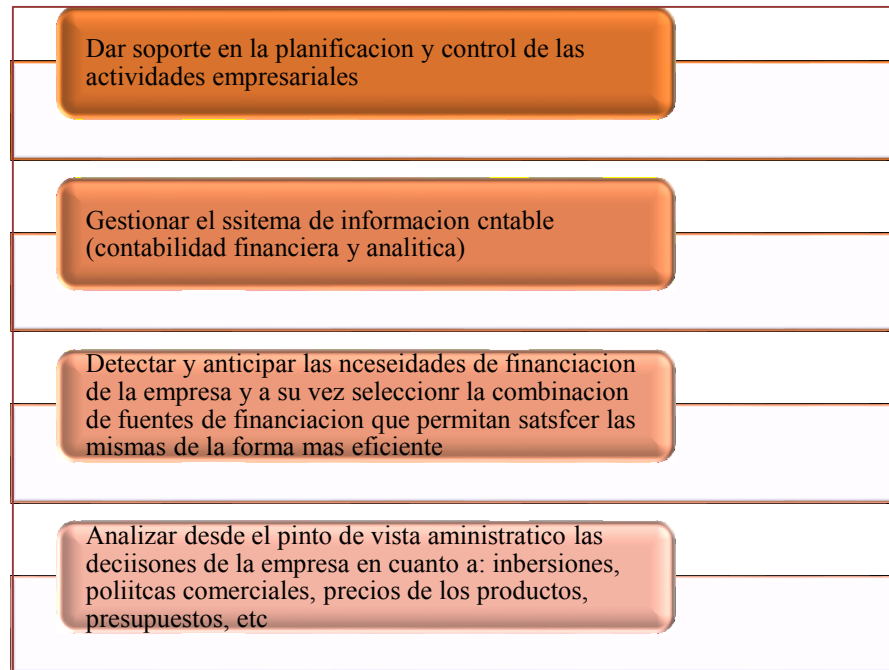 Dar soporte en la planificacion y control de las
actividades empresariales
Gestionar el ssitema de informacion cntable
(contabilidad financiera y analitica)
Detectar y anticipar las nceseidades de financiacion
de la empresa y a su vez seleccionr la combinacion
de fuentes de financiacion que permitan satsfcer las
mismas de la forma mas eficiente
Analizar desde el pinto de vista aministratico las
deciisones de la empresa en cuanto a: inbersiones,
poliitcas comerciales, precios de los productos,
presupuestos, etc